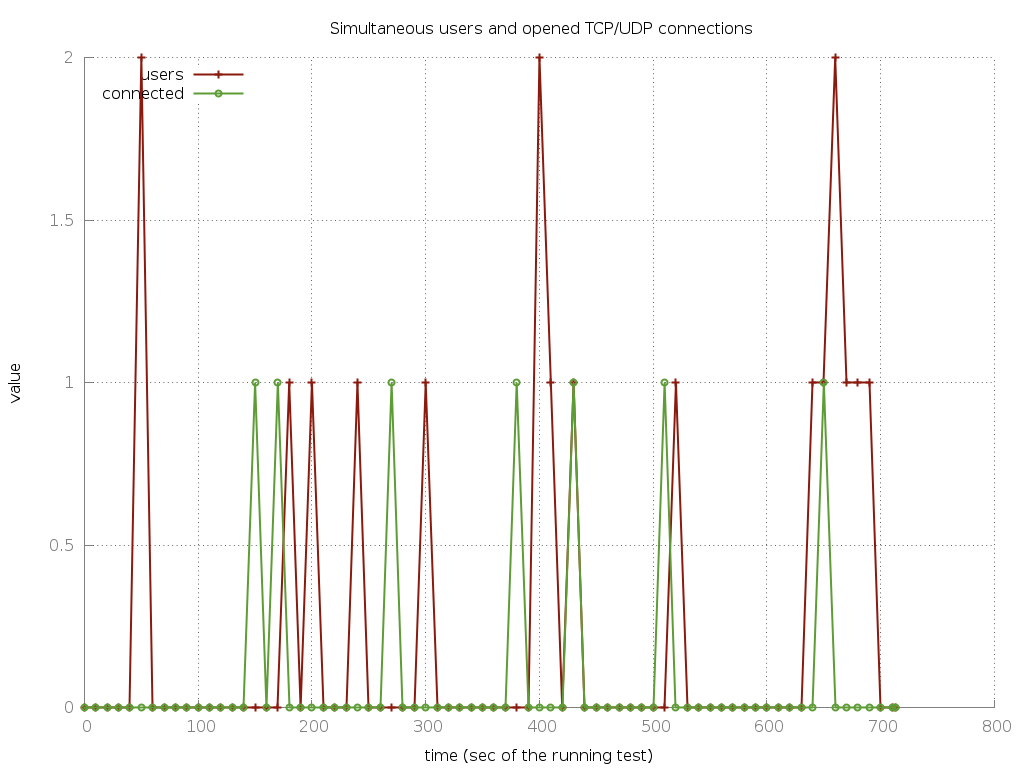 Simultaneous users and opened TCP/UDP connections
users
connected
value
2
1.5
1
0.5
0
0 100 200 300 400 500 600 700 800
time (sec of the running test)